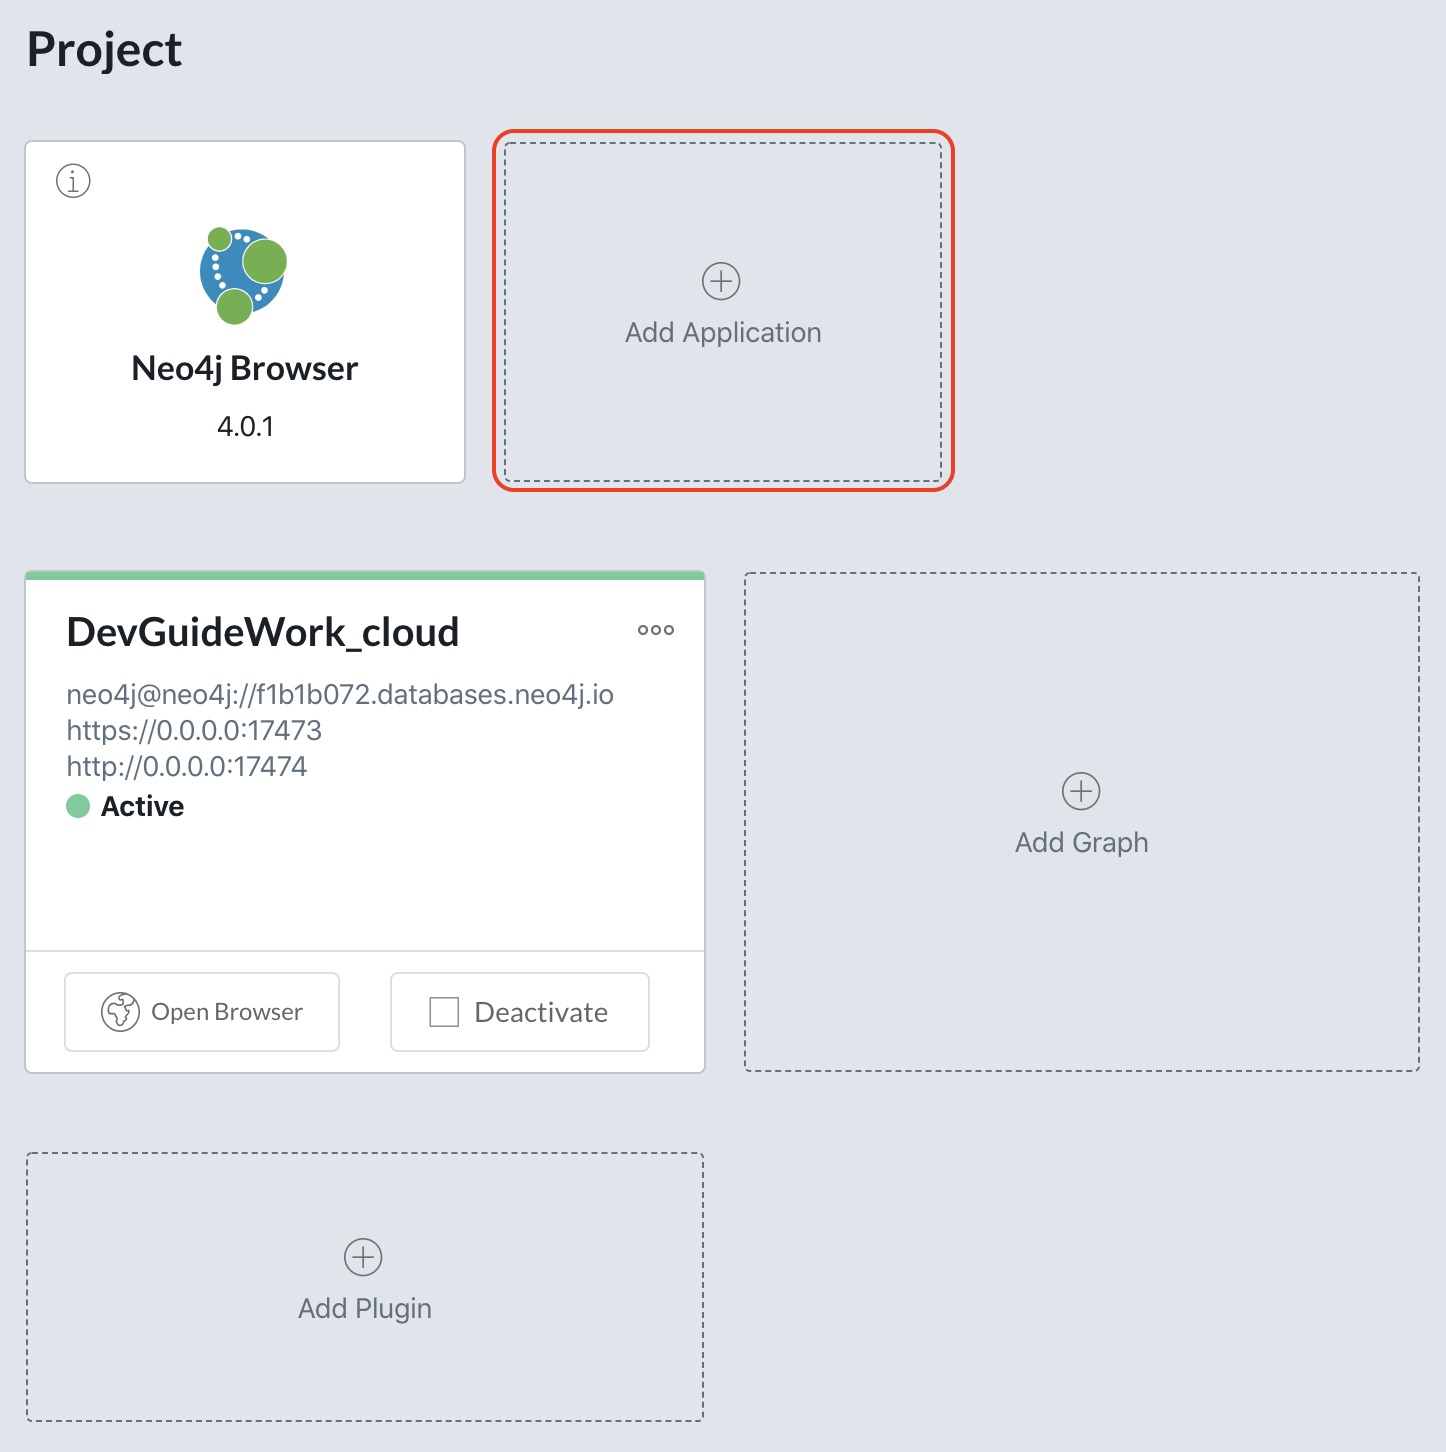 Project
Neo4j Browser
4.0.1
Add Application
DevGuideWork_cloud
neo4j@neo4j://f1b1b072.databases.neo4j.io
https://0.0.0.0:17473
http://0.0.0.0:17474
Active
Open Browser
Deactivate
Add Graph
Add Plugin